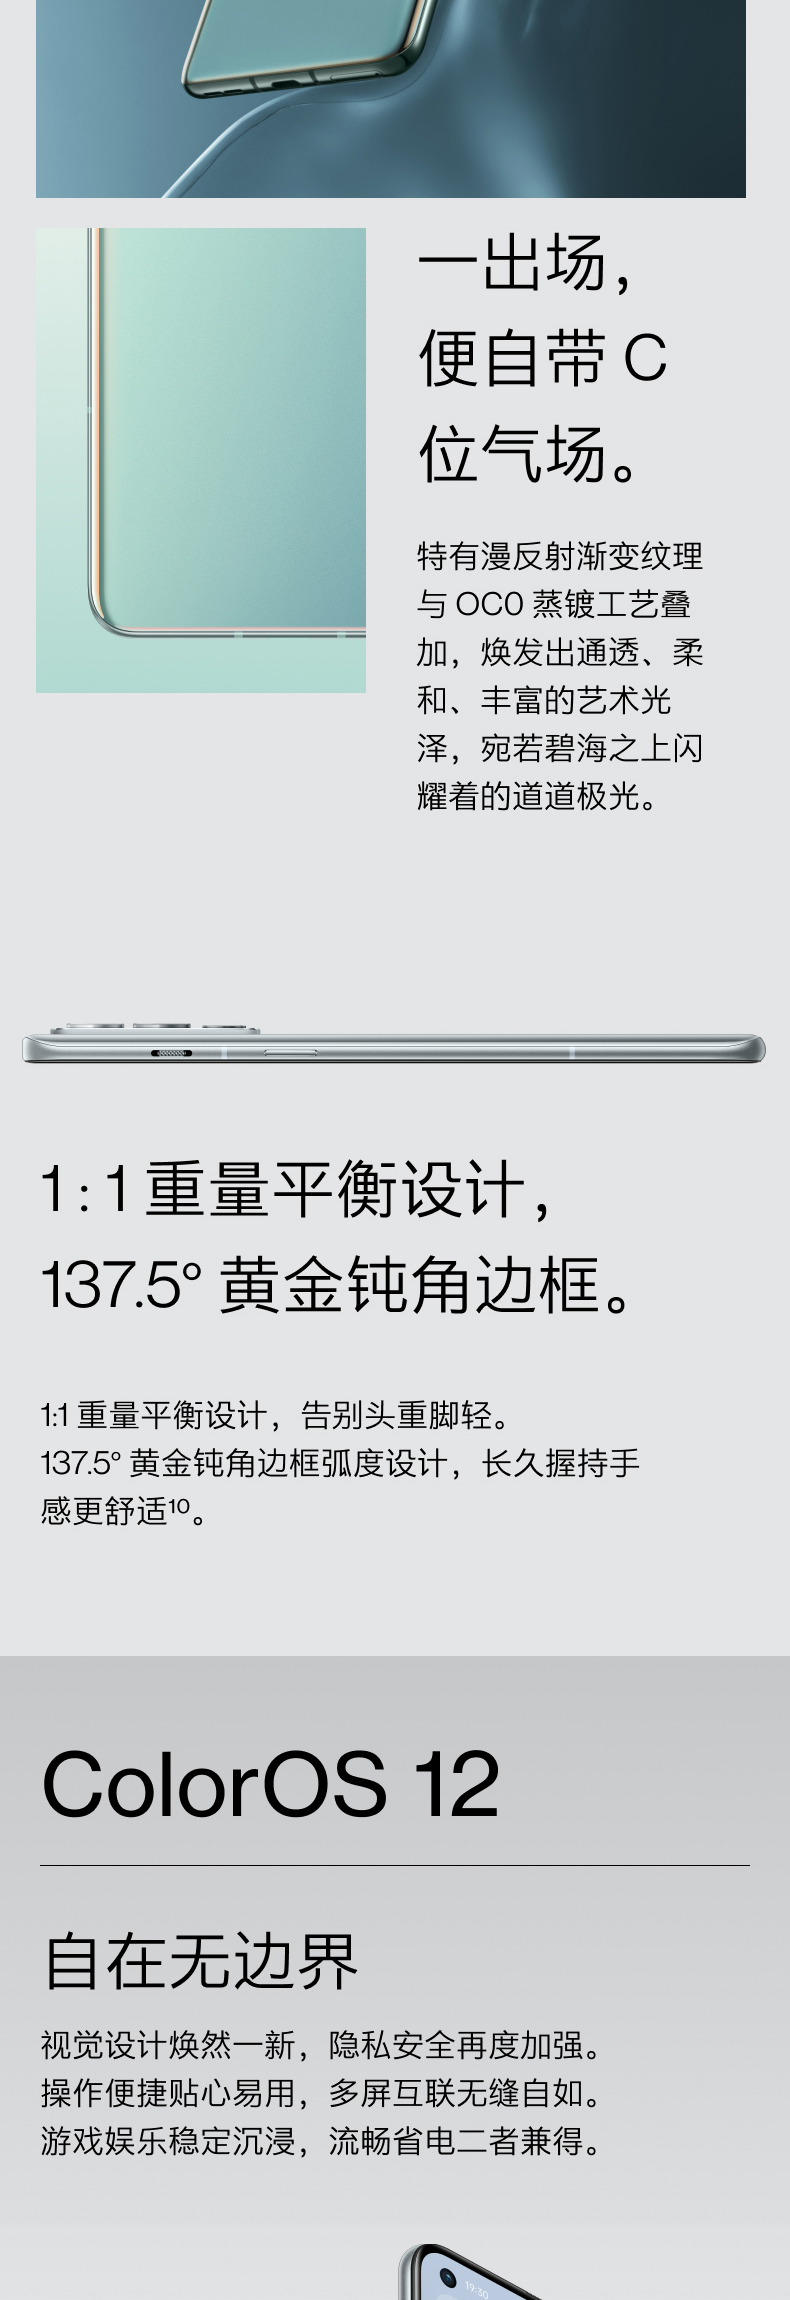 一出场，
便自带 C
位气场。
特有漫反射渐变纹理
与 OC0 蒸镀工艺叠
加，焕发出通透、柔
和、丰富的艺术光
泽，宛若碧海之上闪
耀着的道道极光。
1:1 重量平衡设计，
137.5° 黄金钝角边框。
1:1 重量平衡设计，告别头重脚轻。
137.5° 黄金钝角边框弧度设计，长久握持手
感更舒适¹⁰。
ColorOS 12
自在无边界
视觉设计焕然一新，隐私安全再度加强。
操作便捷贴心易用，多屏互联无缝自如。
游戏娱乐稳定沉浸，流畅省电二者兼得。
19:30